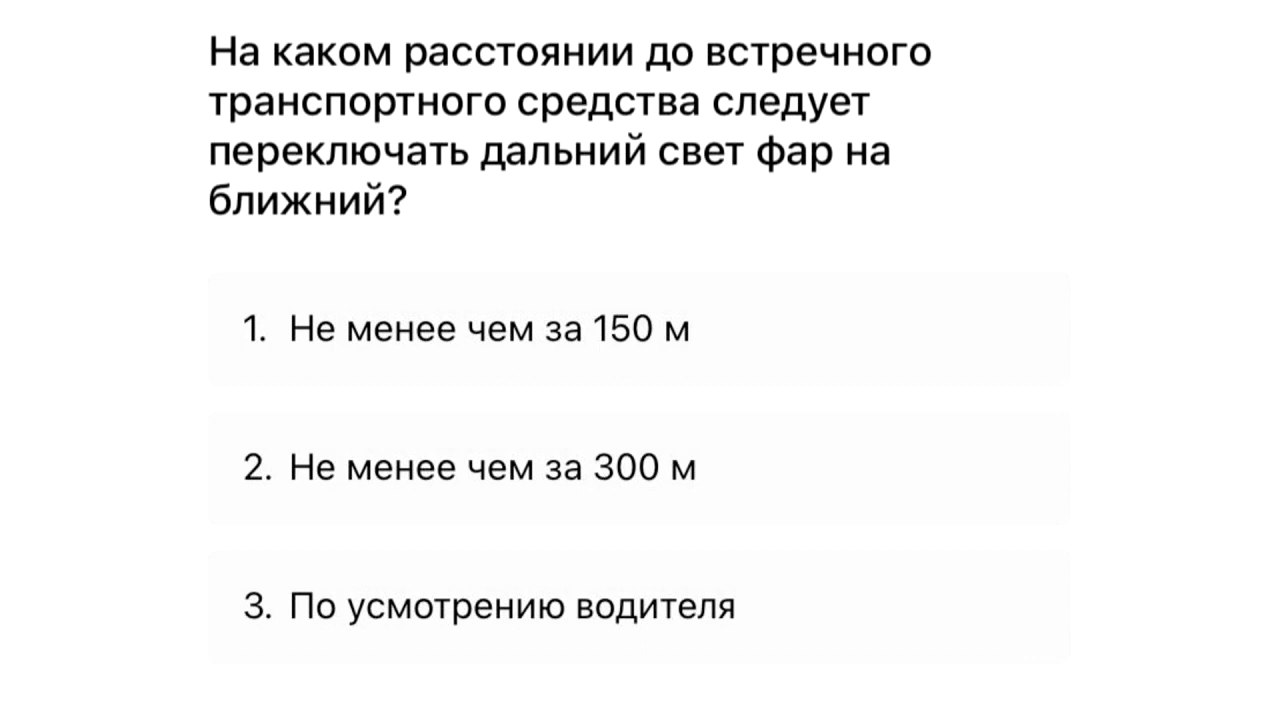 На каком расстоянии до встречного
транспортного средства следует
переключать дальний свет фар на
ближний?
1. Не менее чем за 150 м
2. Не менее чем за 300 м
3. По усмотрению водителя